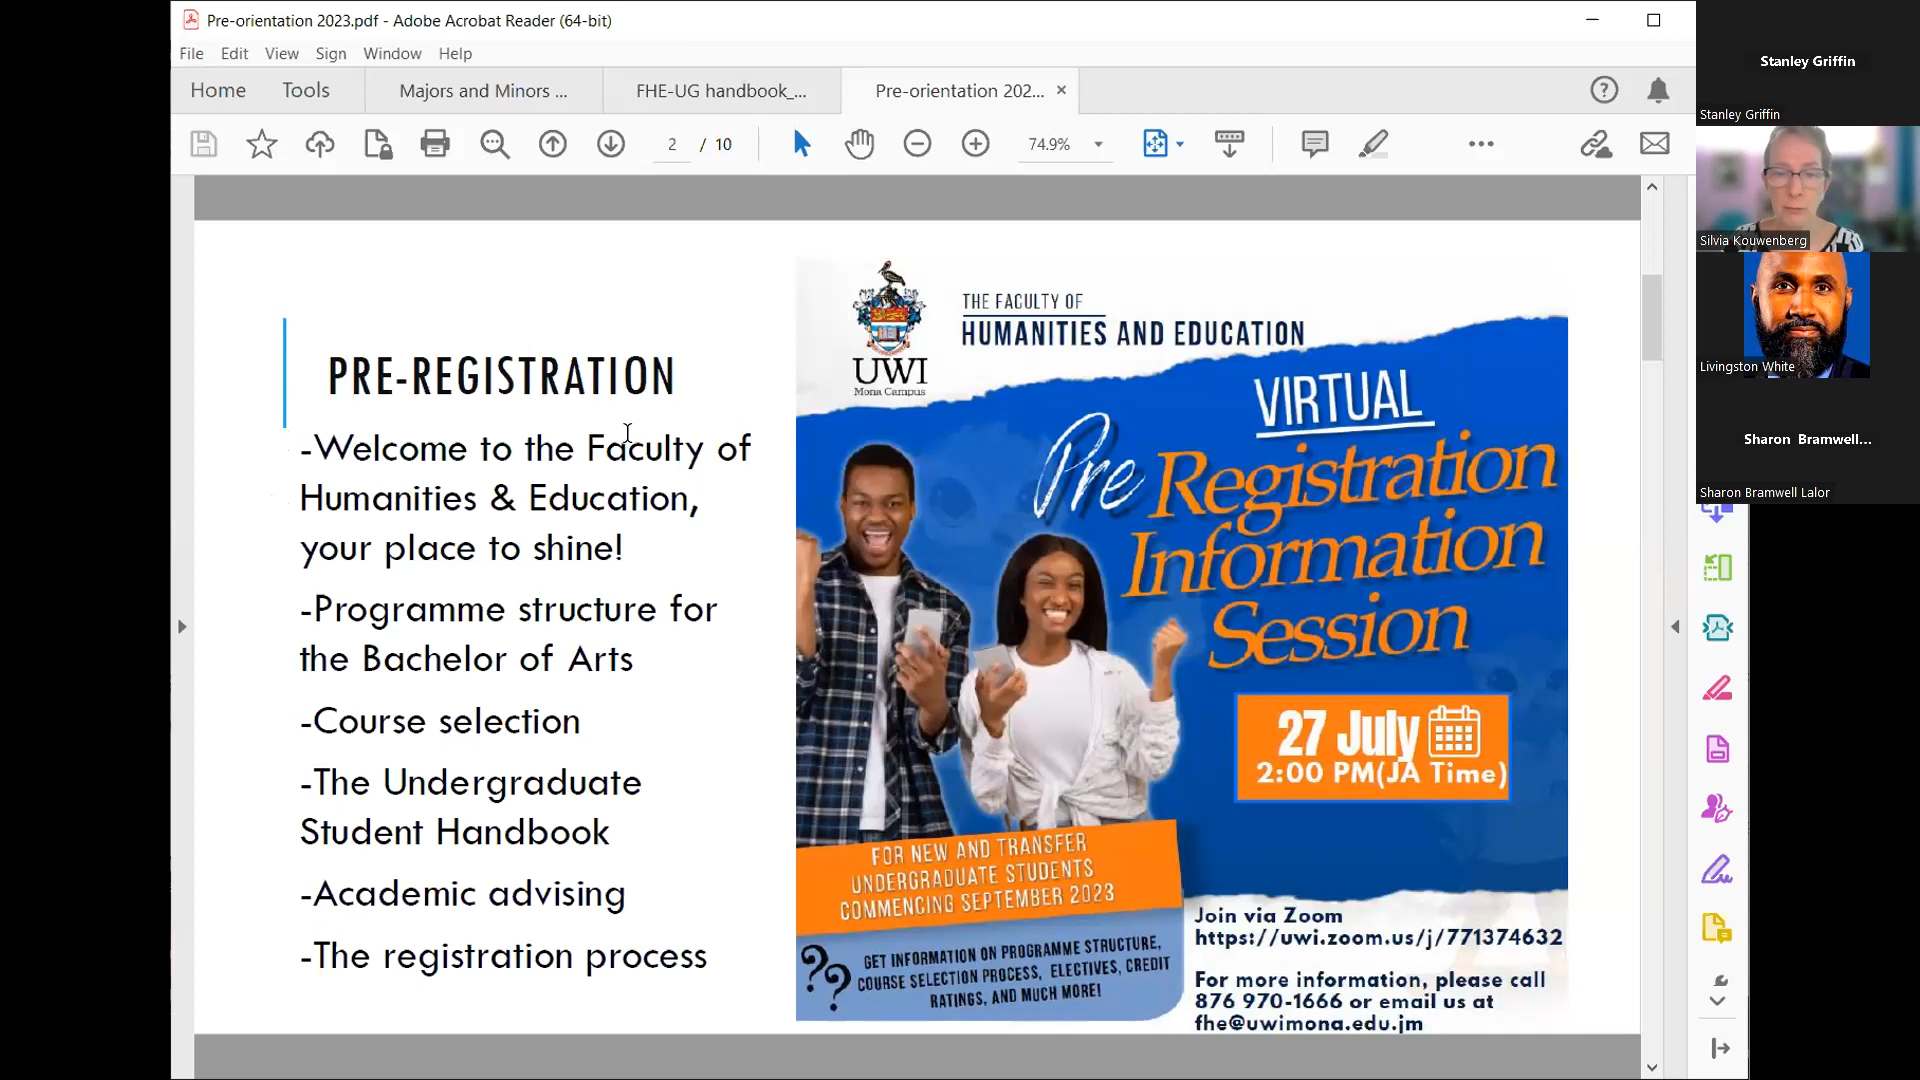 Pre-orientation 2023.pdf - Adobe Acrobat Reader (64-bit)
File Edit View Sign Window Help
Home Tools Majors and Minors ... FHE-UG handbook_... Pre-orientation 202...
2 / 10 74.9%
PRE-REGISTRATION
-Welcome to the Faculty of
Humanities & Education,
your place to shine!
-Programme structure for
the Bachelor of Arts
-Course selection
-The Undergraduate
Student Handbook
-Academic advising
-The registration process
UWI
Mona Campus
THE FACULTY OF
HUMANITIES AND EDUCATION
VIRTUAL
Pre Registration
Information
Session
27 July
2:00 PM(JA Time)
FOR NEW AND TRANSFER
UNDERGRADUATE STUDENTS
COMMENCING SEPTEMBER 2023
??
GET INFORMATION ON PROGRAMME STRUCTURE,
COURSE SELECTION PROCESS, ELECTIVES, CREDIT
RATINGS, AND MUCH MORE!
Join via Zoom
https://uwi.zoom.us/j/771374632
For more information, please call
876 970-1666 or email us at
fhe@uwimona.edu.jm
Stanley Griffin
Stanley Griffin
Silvia Kouwenberg
Livingston White
Sharon Bramwell...
Sharon Bramwell Lalor